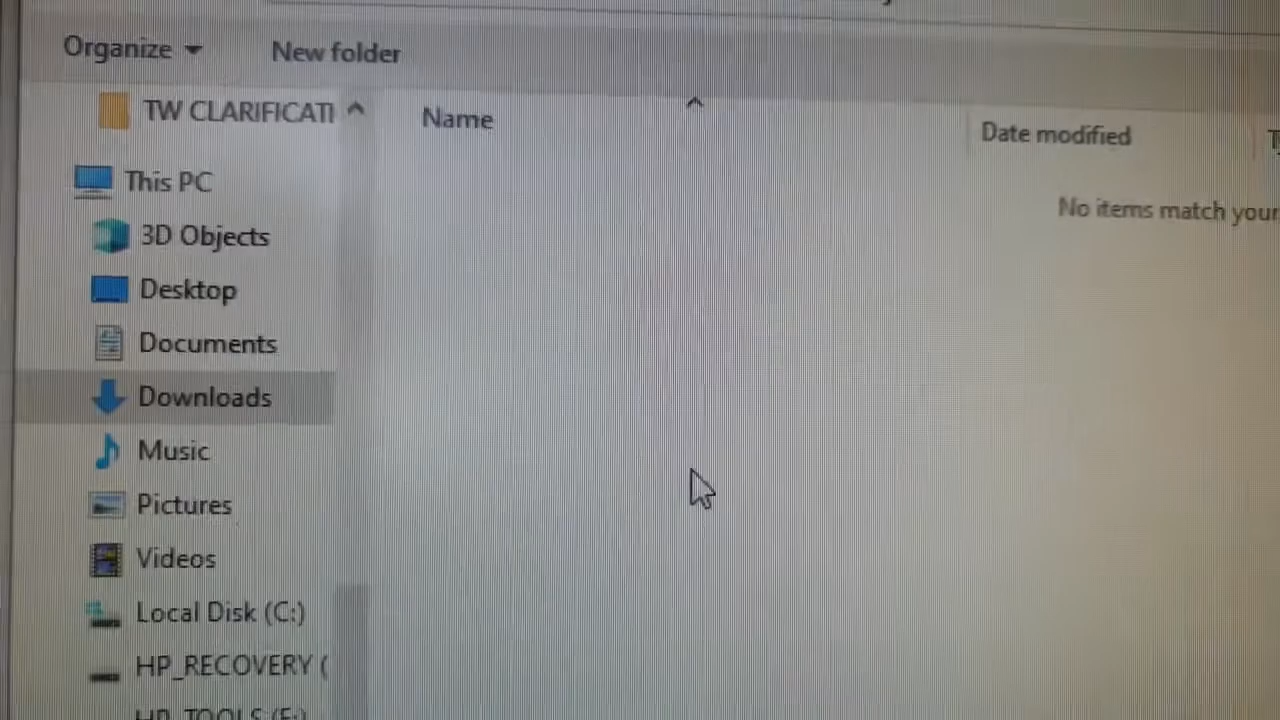 Organize
New folder
TW CLARIFICATI
Name
Date modified
This PC
No items match your
3D Objects
Desktop
Documents
Downloads
Music
Pictures
Videos
Local Disk (C:)
HP_RECOVERY (
HP_TOOLS (F:)